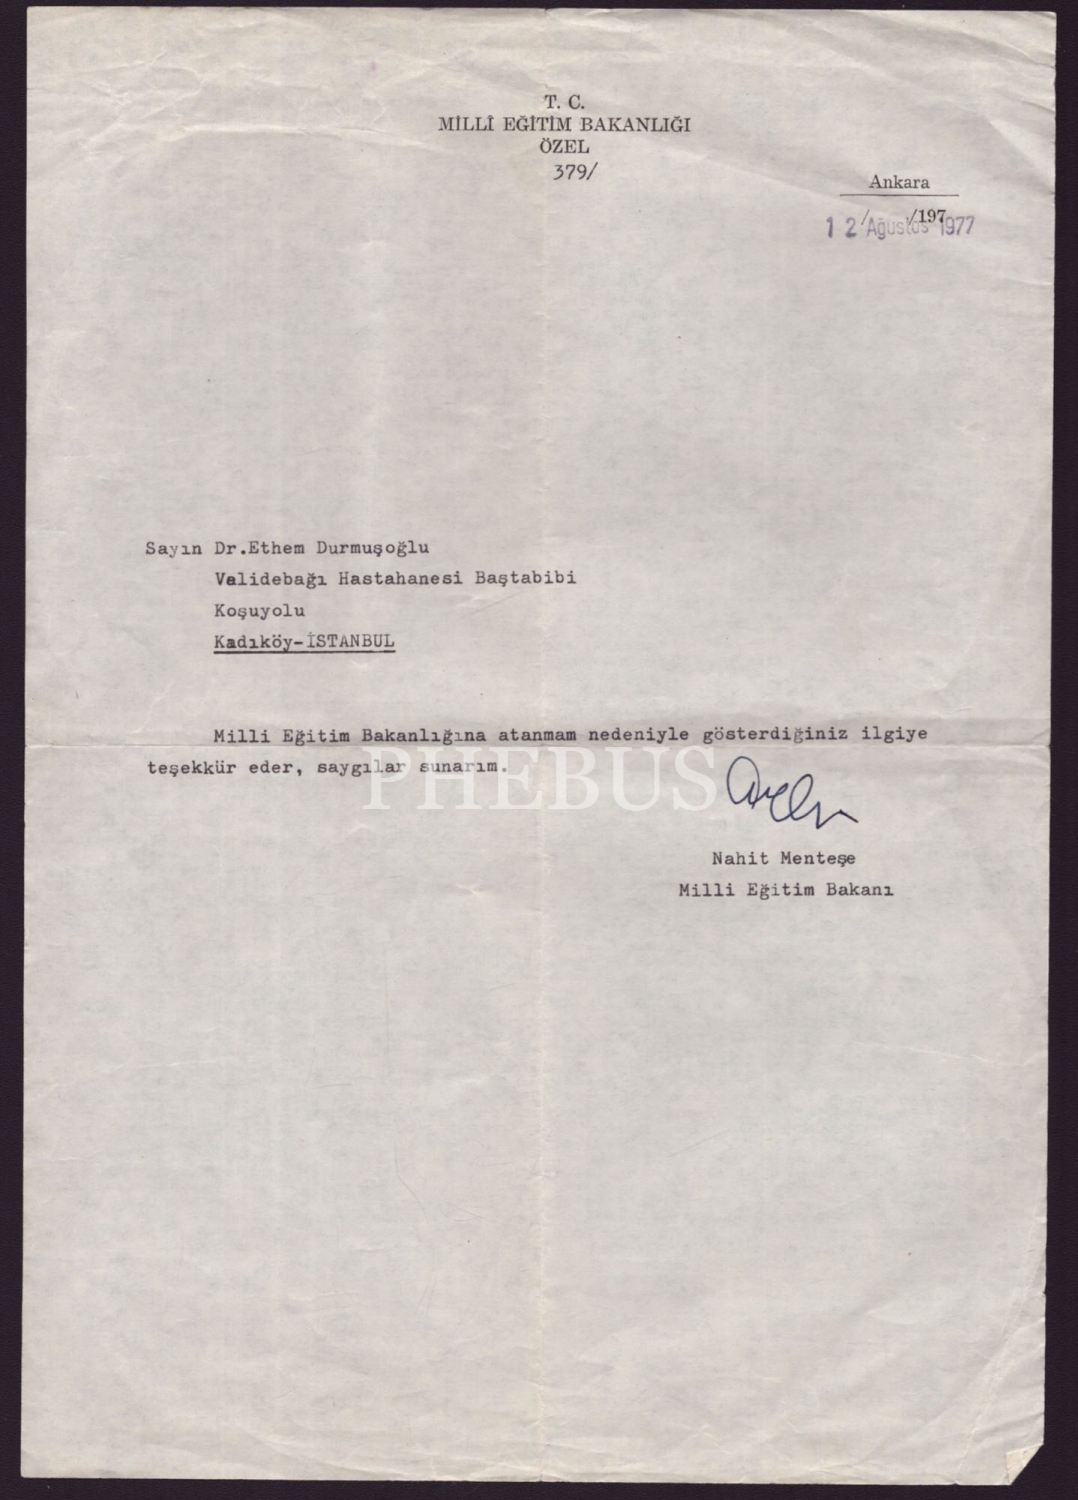 T. C.
MİLLÎ EĞİTİM BAKANLIĞI
ÖZEL
379/
Ankara
/ /197
12 Ağustos 1977
Sayın Dr.Ethem Durmuşoğlu
Validebağı Hastahanesi Baştabibi
Koşuyolu
Kadıköy-İSTANBUL
Milli Eğitim Bakanlığına atanmam nedeniyle gösterdiğiniz ilgiye
teşekkür eder, saygılar sunarım.
PHEBUS
Nahit Menteşe
Milli Eğitim Bakanı